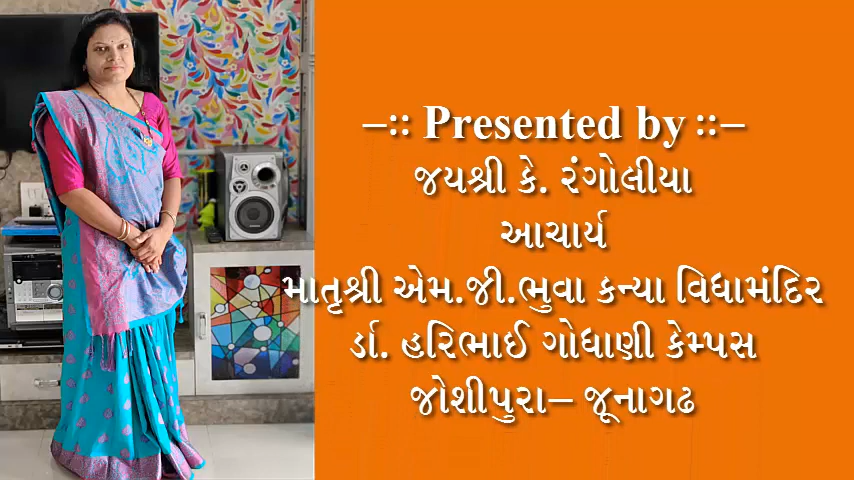 –:: Presented by ::–
જયશ્રી કે. રંગોલીયા
આચાર્ય
માતૃશ્રી એમ.જી.ભુવા કન્યા વિધામંદિર
ર્ડા. હરિભાઈ ગોધાણી કેમ્પસ
જોશીપુરા– જૂનાગઢ